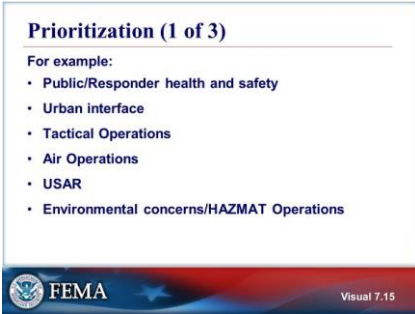 Prioritization (1 of 3)
For example:
• Public/Responder health and safety
• Urban interface
• Tactical Operations
• Air Operations
• USAR
• Environmental concerns/HAZMAT Operations
FEMA
Visual 7.15